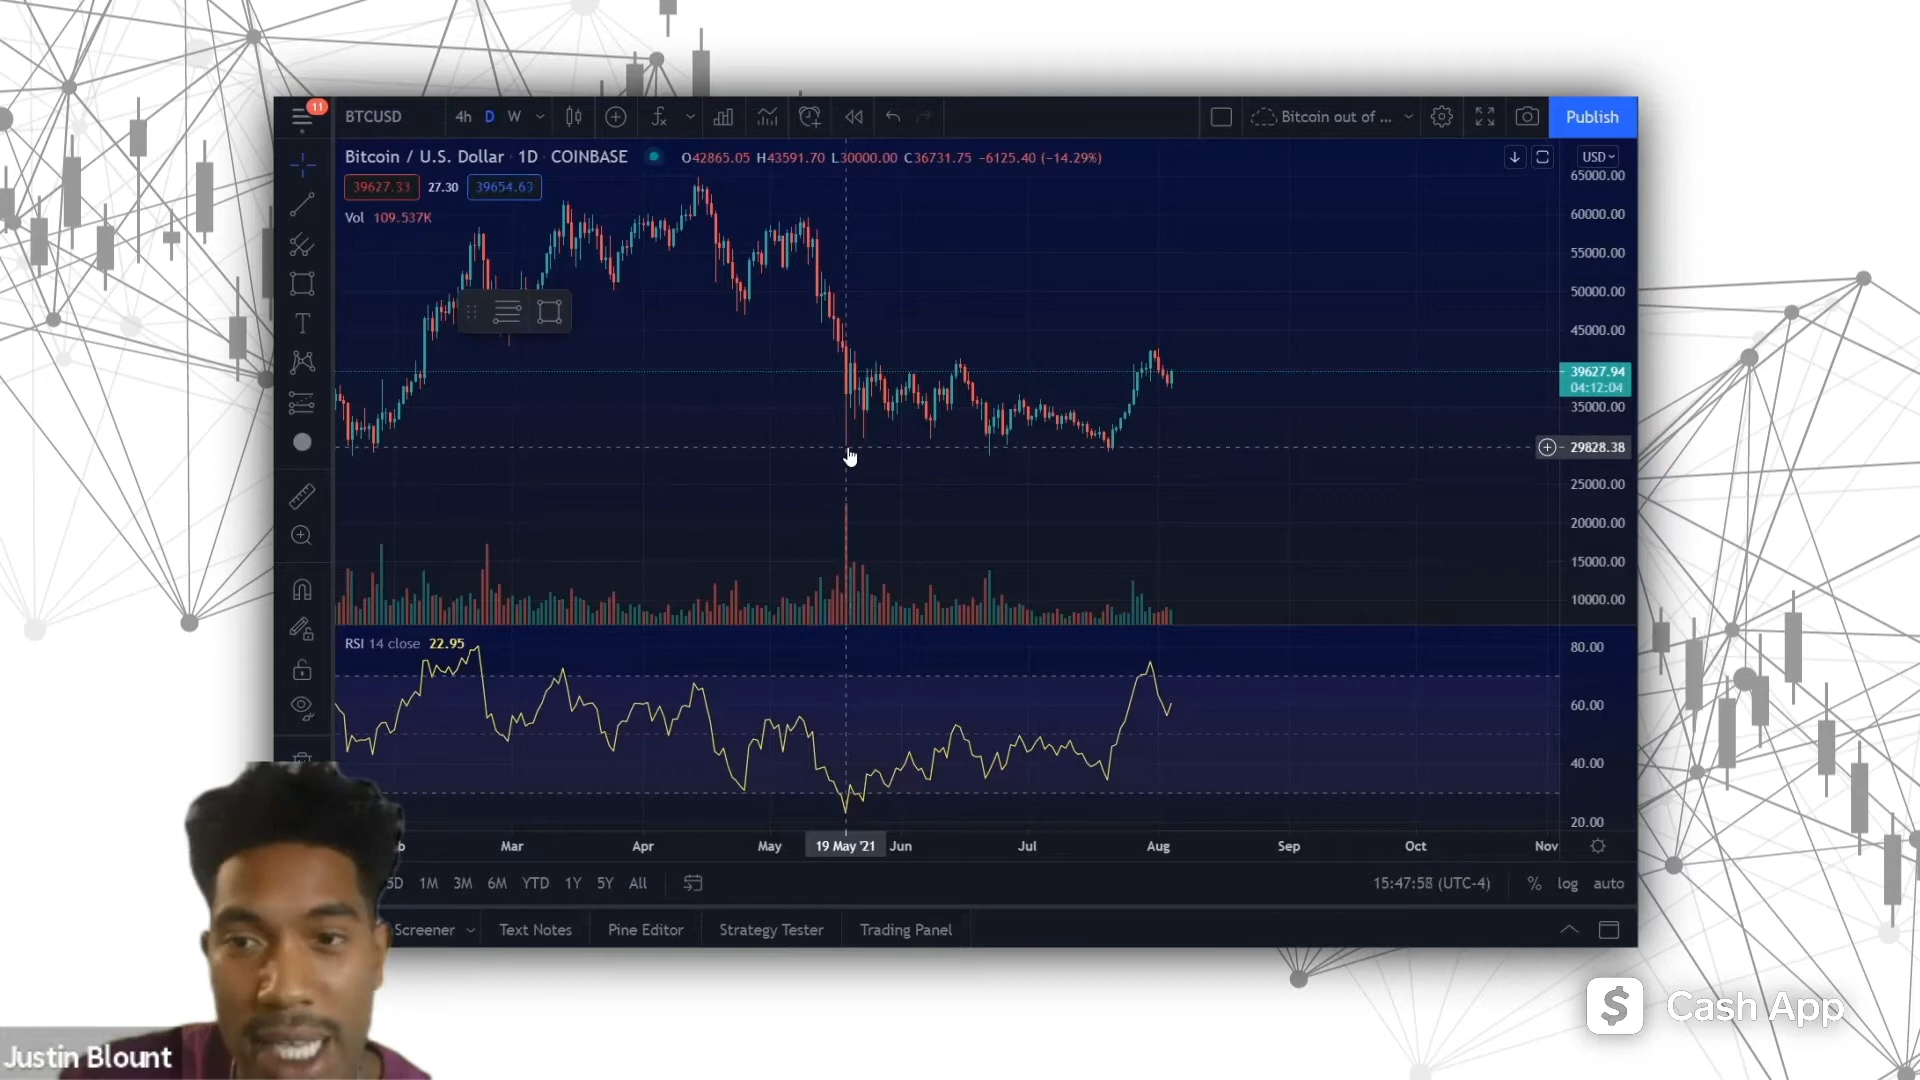 11
BTCUSD
4h D W
Bitcoin out of ...
Publish
Bitcoin / U.S. Dollar · 1D · COINBASE
O42865.05 H43591.70 L30000.00 C36731.75 -6125.40 (-14.29%)
USD
39627.33 27.30 39654.63
Vol 109.537K
65000.00
60000.00
55000.00
50000.00
45000.00
39627.94
04:12:04
35000.00
29828.38
25000.00
20000.00
15000.00
10000.00
RSI 14 close 22.95
80.00
60.00
40.00
20.00
b Mar Apr May 19 May '21 Jun Jul Aug Sep Oct Nov
5D 1M 3M 6M YTD 1Y 5Y All
15:47:58 (UTC-4) % log auto
Screener Text Notes Pine Editor Strategy Tester Trading Panel
$ Cash App
Justin Blount